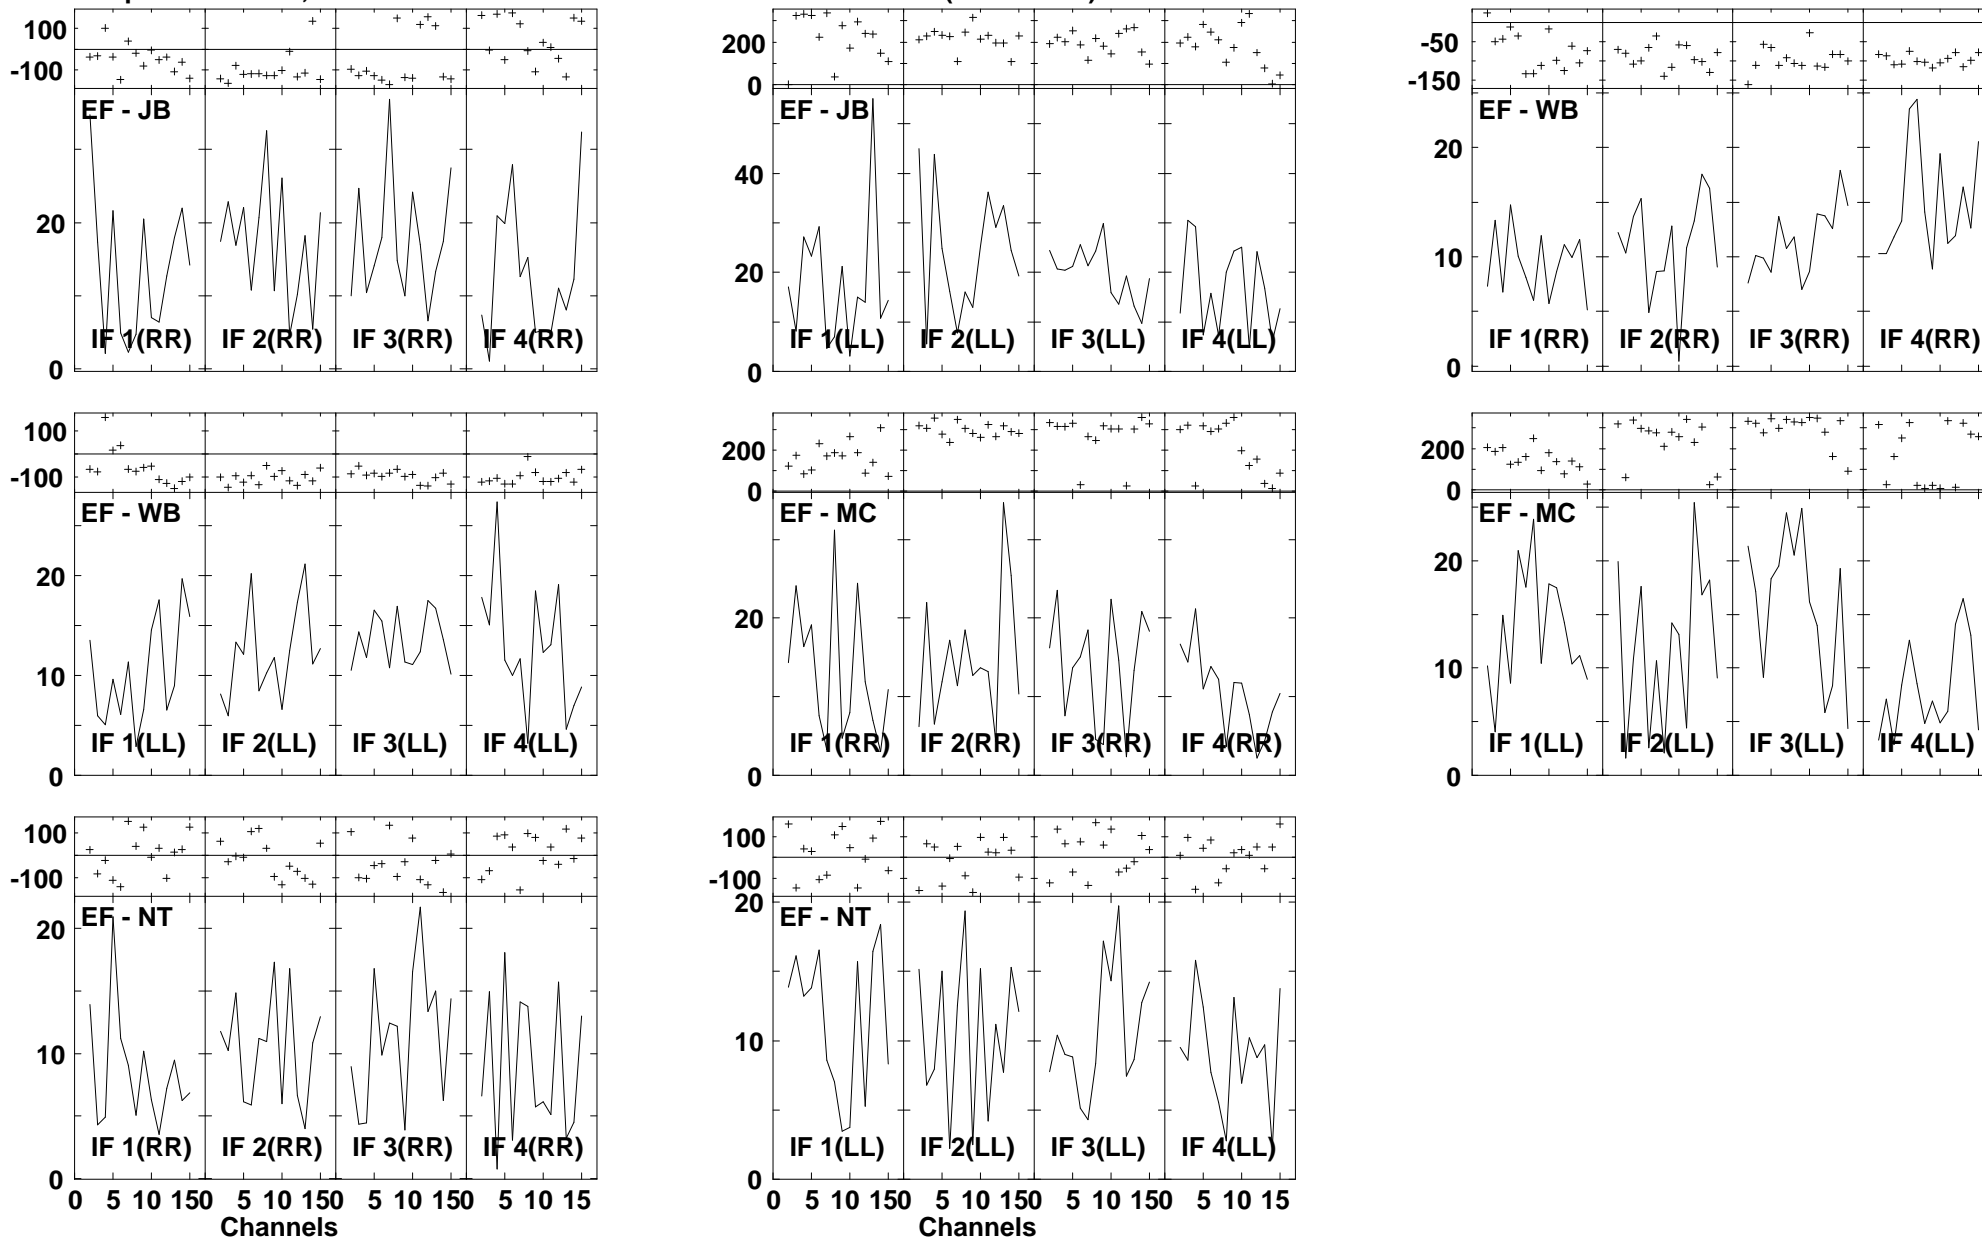 100
-100
EF - JB
20
0
IF 1(RR) IF 2(RR) IF 3(RR) IF 4(RR)
200
0
EF - JB
40
20
0
IF 1(LL) IF 2(LL) IF 3(LL) IF 4(LL)
-50
-150
EF - WB
20
10
0
IF 1(RR) IF 2(RR) IF 3(RR) IF 4(RR)
100
-100
EF - WB
20
10
0
IF 1(LL) IF 2(LL) IF 3(LL) IF 4(LL)
200
0
EF - MC
20
0
IF 1(RR) IF 2(RR) IF 3(RR) IF 4(RR)
200
0
EF - MC
20
10
0
IF 1(LL) IF 2(LL) IF 3(LL) IF 4(LL)
100
-100
EF - NT
20
10
0
IF 1(RR) IF 2(RR) IF 3(RR) IF 4(RR)
0 5 10 150 5 10 150 5 10 150 5 10 15
Channels
100
-100
EF - NT
20
10
0
IF 1(LL) IF 2(LL) IF 3(LL) IF 4(LL)
0 5 10 150 5 10 150 5 10 150 5 10 15
Channels